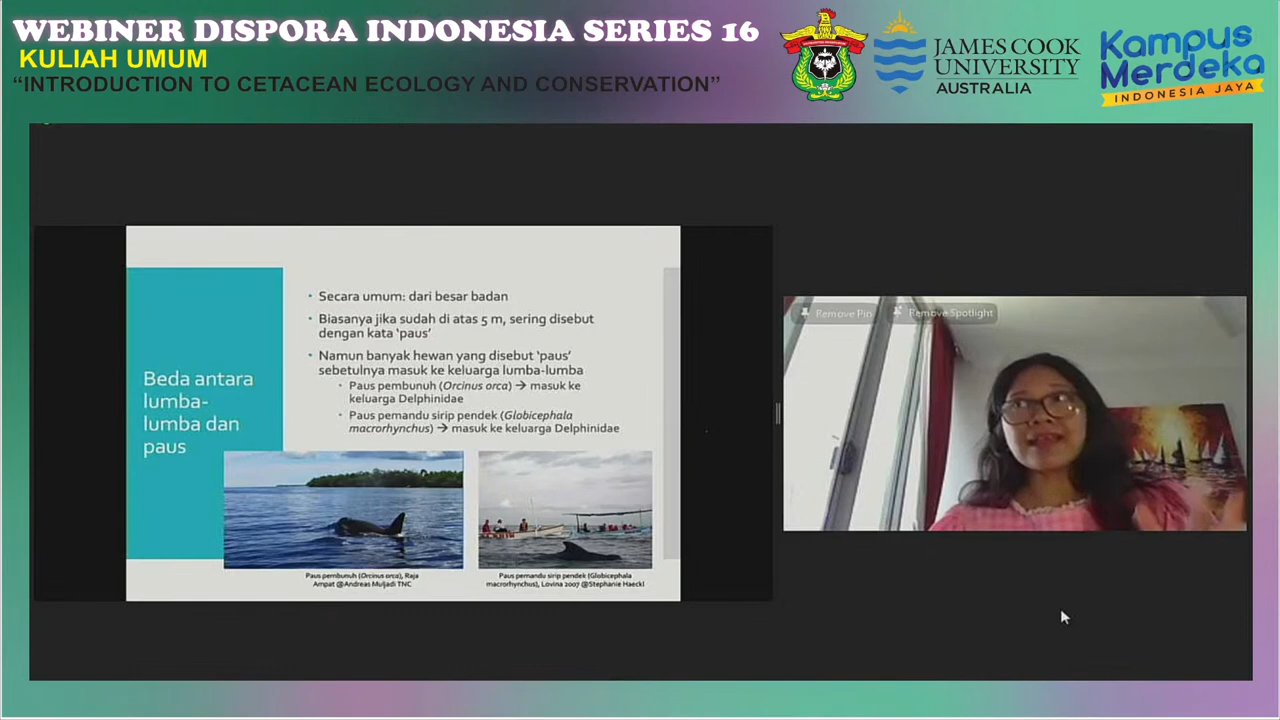 WEBINER DISPORA INDONESIA SERIES 16
KULIAH UMUM
“INTRODUCTION TO CETACEAN ECOLOGY AND CONSERVATION”
JAMES COOK
UNIVERSITY
AUSTRALIA
Kampus
Merdeka
INDONESIA JAYA
Beda antara
lumba-
lumba dan
paus
• Secara umum: dari besar badan
• Biasanya jika sudah di atas 5 m, sering disebut
dengan kata ‘paus’
• Namun banyak hewan yang disebut ‘paus’
sebetulnya masuk ke keluarga lumba-lumba
• Paus pembunuh (Orcinus orca) → masuk ke
keluarga Delphinidae
• Paus pemandu sirip pendek (Globicephala
macrorhynchus) → masuk ke keluarga Delphinidae
Paus pembunuh (Orcinus orca), Raja
Ampat @Andreas Muljadi TNC
Paus pemandu sirip pendek (Globicephala
macrorhynchus), Lovina 2007 @Stephanie Haeckl
Remove Pin
Remove Spotlight